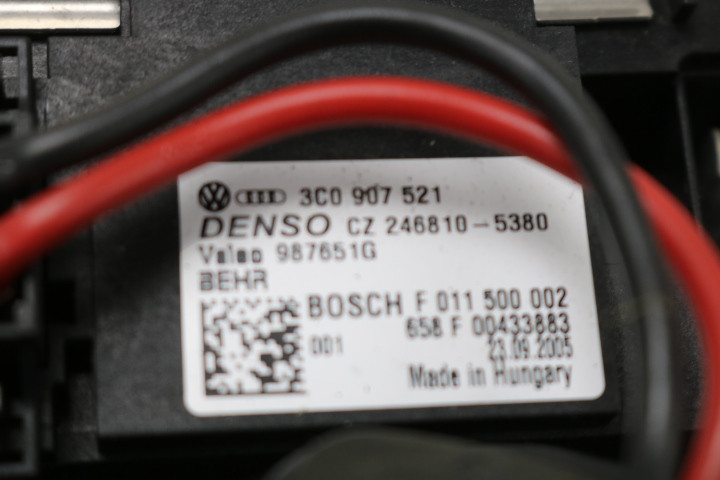 3C0 907 521
DENSO CZ 246810-5380
Valeo 987651G
BEHR
BOSCH F 011 500 002
658 F 00433883
001 23.09.2005
Made in Hungary